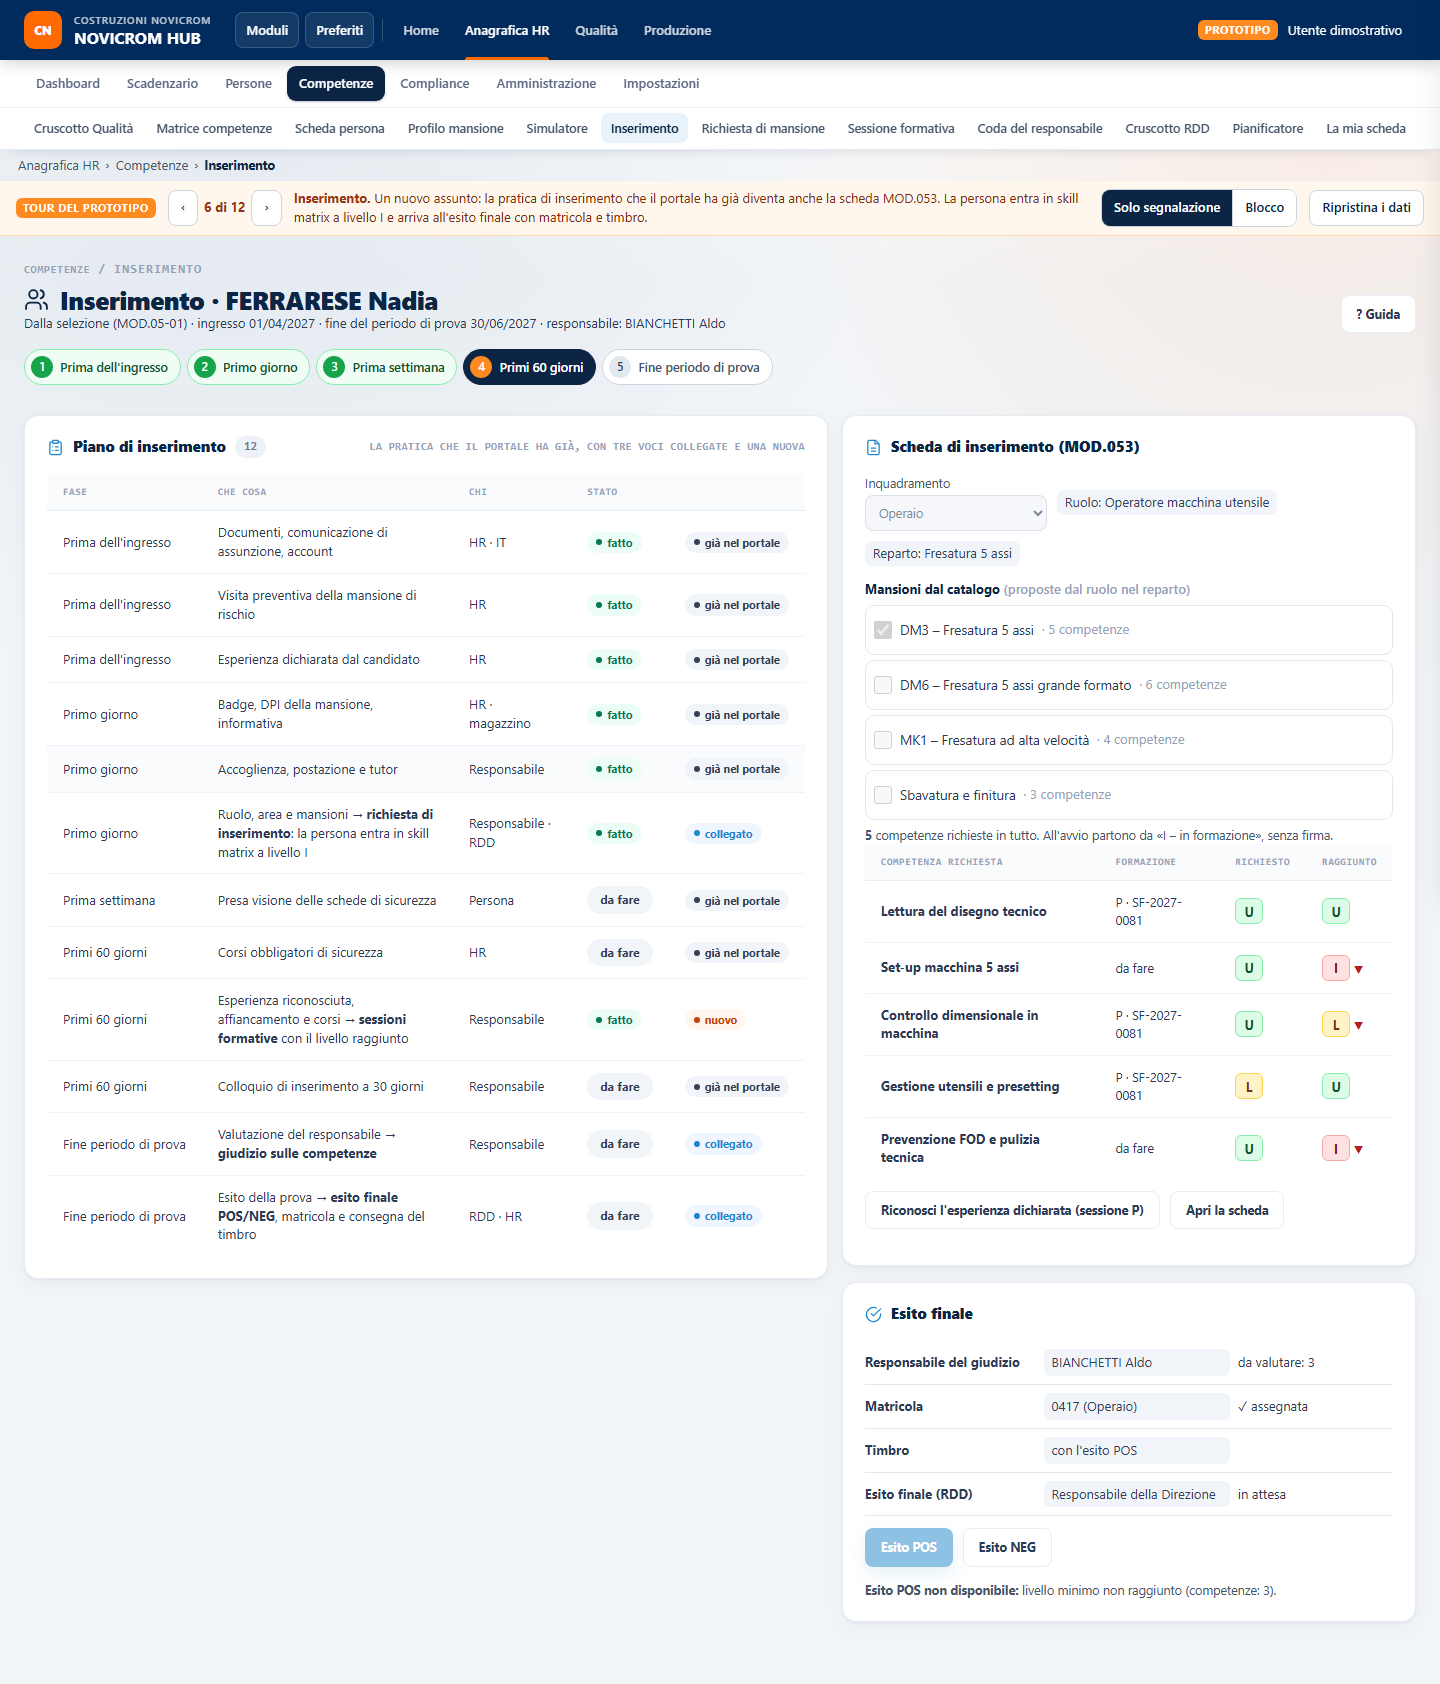 CN
COSTRUZIONI NOVICROM
NOVICROM HUB
Moduli
Preferiti
Home
Anagrafica HR
Qualità
Produzione
PROTOTIPO
Utente dimostrativo
Dashboard
Scadenzario
Persone
Competenze
Compliance
Amministrazione
Impostazioni
Cruscotto Qualità
Matrice competenze
Scheda persona
Profilo mansione
Simulatore
Inserimento
Richiesta di mansione
Sessione formativa
Coda del responsabile
Cruscotto RDD
Pianificatore
La mia scheda
Anagrafica HR › Competenze › Inserimento
TOUR DEL PROTOTIPO
‹
6 di 12
›
Inserimento. Un nuovo assunto: la pratica di inserimento che il portale ha già diventa anche la scheda MOD.053. La persona entra in skill
matrix a livello I e arriva all'esito finale con matricola e timbro.
Solo segnalazione
Blocco
Ripristina i dati
COMPETENZE / INSERIMENTO
Inserimento · FERRARESE Nadia
Dalla selezione (MOD.05-01) · ingresso 01/04/2027 · fine del periodo di prova 30/06/2027 · responsabile: BIANCHETTI Aldo
? Guida
1 Prima dell'ingresso
2 Primo giorno
3 Prima settimana
4 Primi 60 giorni
5 Fine periodo di prova
Piano di inserimento 12
LA PRATICA CHE IL PORTALE HA GIÀ, CON TRE VOCI COLLEGATE E UNA NUOVA
FASE CHE COSA CHI STATO
Prima dell'ingresso
Documenti, comunicazione di
assunzione, account
HR · IT
fatto
già nel portale
Prima dell'ingresso
Visita preventiva della mansione di
rischio
HR
fatto
già nel portale
Prima dell'ingresso
Esperienza dichiarata dal candidato
HR
fatto
già nel portale
Primo giorno
Badge, DPI della mansione,
informativa
HR ·
magazzino
fatto
già nel portale
Primo giorno
Accoglienza, postazione e tutor
Responsabile
fatto
già nel portale
Primo giorno
Ruolo, area e mansioni → richiesta di
inserimento: la persona entra in skill
matrix a livello I
Responsabile ·
RDD
fatto
collegato
Prima settimana
Presa visione delle schede di sicurezza
Persona
da fare
già nel portale
Primi 60 giorni
Corsi obbligatori di sicurezza
HR
da fare
già nel portale
Primi 60 giorni
Esperienza riconosciuta,
affiancamento e corsi → sessioni
formative con il livello raggiunto
Responsabile
fatto
nuovo
Primi 60 giorni
Colloquio di inserimento a 30 giorni
Responsabile
da fare
già nel portale
Fine periodo di prova
Valutazione del responsabile →
giudizio sulle competenze
Responsabile
da fare
collegato
Fine periodo di prova
Esito della prova → esito finale
POS/NEG, matricola e consegna del
timbro
RDD · HR
da fare
collegato
Scheda di inserimento (MOD.053)
Inquadramento
Operaio
Ruolo: Operatore macchina utensile
Reparto: Fresatura 5 assi
Mansioni dal catalogo (proposte dal ruolo nel reparto)
DM3 – Fresatura 5 assi · 5 competenze
DM6 – Fresatura 5 assi grande formato · 6 competenze
MK1 – Fresatura ad alta velocità · 4 competenze
Sbavatura e finitura · 3 competenze
5 competenze richieste in tutto. All'avvio partono da «I – in formazione», senza firma.
COMPETENZA RICHIESTA FORMAZIONE RICHIESTO RAGGIUNTO
Lettura del disegno tecnico
P · SF-2027-
0081
U
U
Set-up macchina 5 assi
da fare
U
I ▼
Controllo dimensionale in
macchina
P · SF-2027-
0081
U
L ▼
Gestione utensili e presetting
P · SF-2027-
0081
L
U
Prevenzione FOD e pulizia
tecnica
da fare
U
I ▼
Riconosci l'esperienza dichiarata (sessione P)
Apri la scheda
Esito finale
Responsabile del giudizio BIANCHETTI Aldo da valutare: 3
Matricola 0417 (Operaio) ✓ assegnata
Timbro con l'esito POS
Esito finale (RDD) Responsabile della Direzione in attesa
Esito POS
Esito NEG
Esito POS non disponibile: livello minimo non raggiunto (competenze: 3).